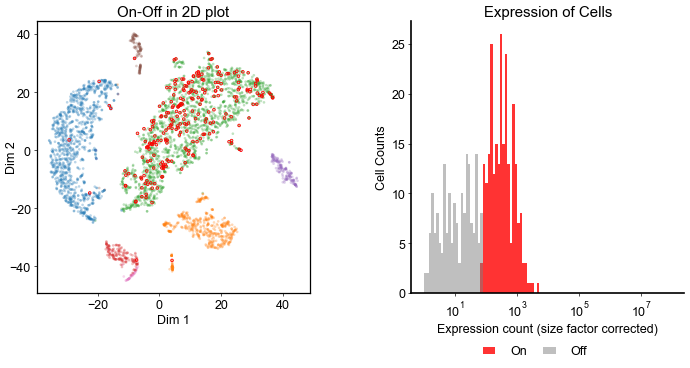 On-Off in 2D plot
Dim 2
40
20
0
−20
−40
−20
0
20
40
Dim 1
Expression of Cells
Cell Counts
25
20
15
10
5
0
10^1
10^3
10^5
10^7
Expression count (size factor corrected)
On
Off